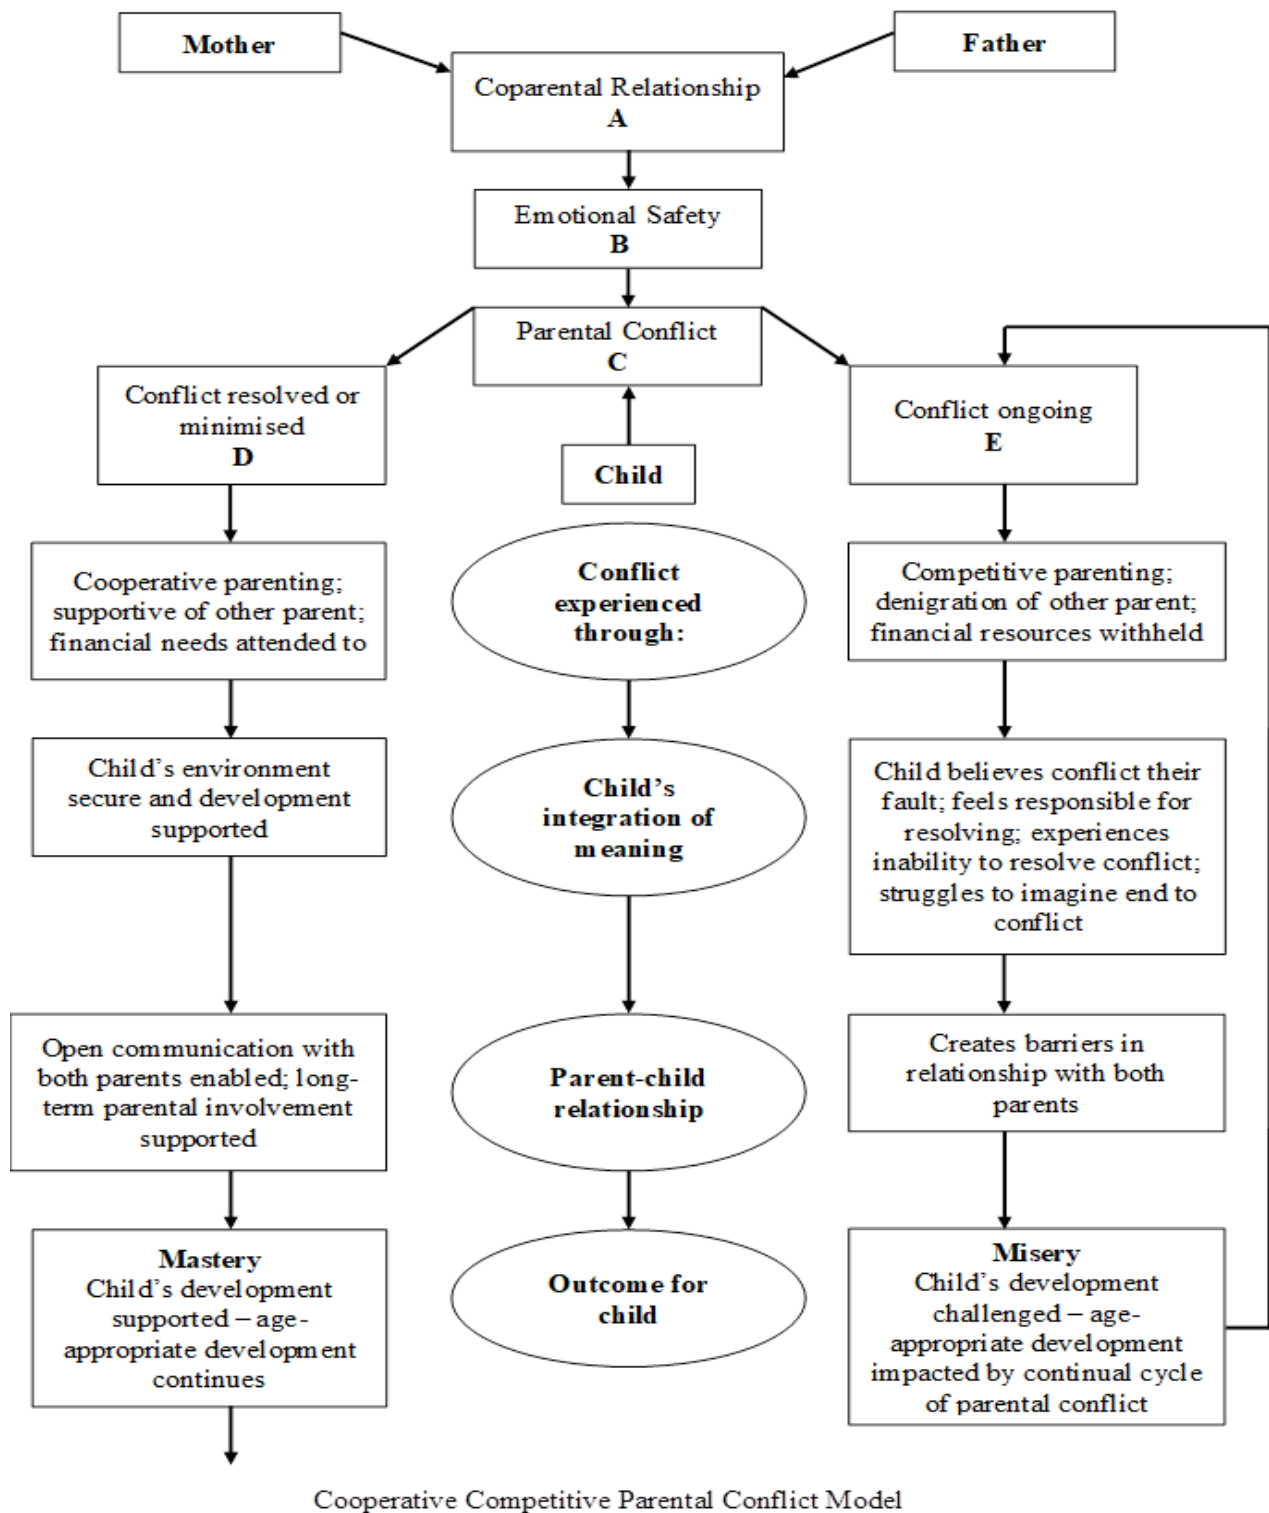 Mother
Father
Coparental Relationship
A
Emotional Safety
B
Parental Conflict
C
Conflict resolved or
minimised
D
Child
Conflict ongoing
E
Cooperative parenting;
supportive of other parent;
financial needs attended to
Conflict
experienced
through:
Competitive parenting;
denigration of other parent;
financial resources withheld
Child’s environment
secure and development
supported
Child’s
integration of
meaning
Child believes conflict their
fault; feels responsible for
resolving; experiences
inability to resolve conflict;
struggles to imagine end to
conflict
Open communication with
both parents enabled; long-
term parental involvement
supported
Parent-child
relationship
Creates barriers in
relationship with both
parents
Mastery
Child’s development
supported – age-
appropriate development
continues
Outcome for
child
Misery
Child’s development
challenged – age-
appropriate development
impacted by continual cycle
of parental conflict
Cooperative Competitive Parental Conflict Model